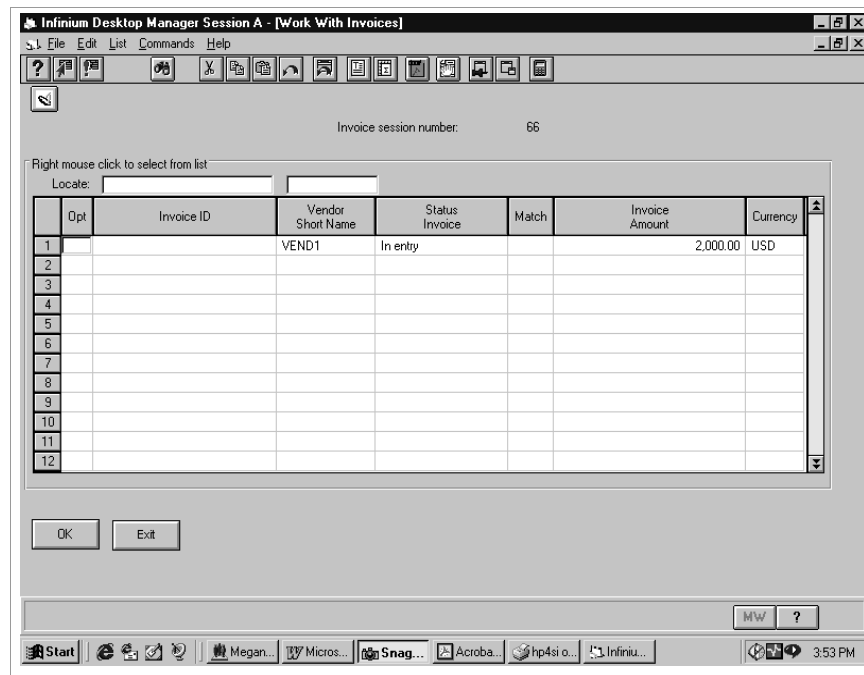 Infinium Desktop Manager Session A - [Work With Invoices]
File Edit List Commands Help
Invoice session number: 66
Right mouse click to select from list
Locate:
Opt Invoice ID Vendor Short Name Status Invoice Match Invoice Amount Currency
1 VEND1 In entry 2,000.00 USD
2
3
4
5
6
7
8
9
10
11
12
OK Exit
MW ?
Start Megan... Micros... Snag... Acroba... hp4si o... Infiniu... 3:53 PM